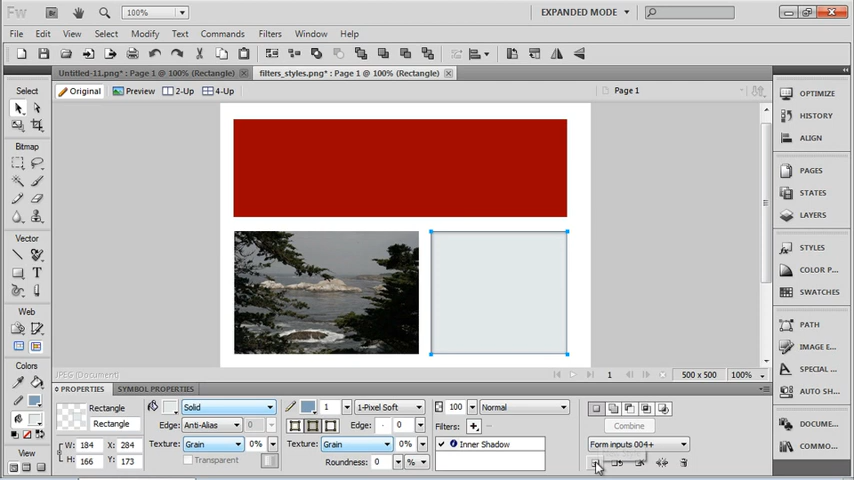 Fw 100% EXPANDED MODE
File Edit View Select Modify Text Commands Filters Window Help
Untitled-11.png* : Page 1 @ 100% (Rectangle) filters_styles.png* : Page 1 @ 100% (Rectangle)
Select
Original Preview 2-Up 4-Up Page 1
Bitmap
Vector
Web
Colors
View
OPTIMIZE
HISTORY
ALIGN
PAGES
STATES
LAYERS
STYLES
COLOR P...
SWATCHES
PATH
IMAGE E...
SPECIAL ...
AUTO SH...
DOCUME...
COMMO...
JPEG (Document) 1 500 x 500 100%
PROPERTIES SYMBOL PROPERTIES
Rectangle
Rectangle
W: 184 X: 284
H: 166 Y: 173
Solid
Edge: Anti-Alias 0
Texture: Grain 0%
Transparent
1 1-Pixel Soft
Edge: 0
Texture: Grain 0%
Roundness: 0 %
100 Normal
Filters:
Inner Shadow
Combine
Form inputs 004+